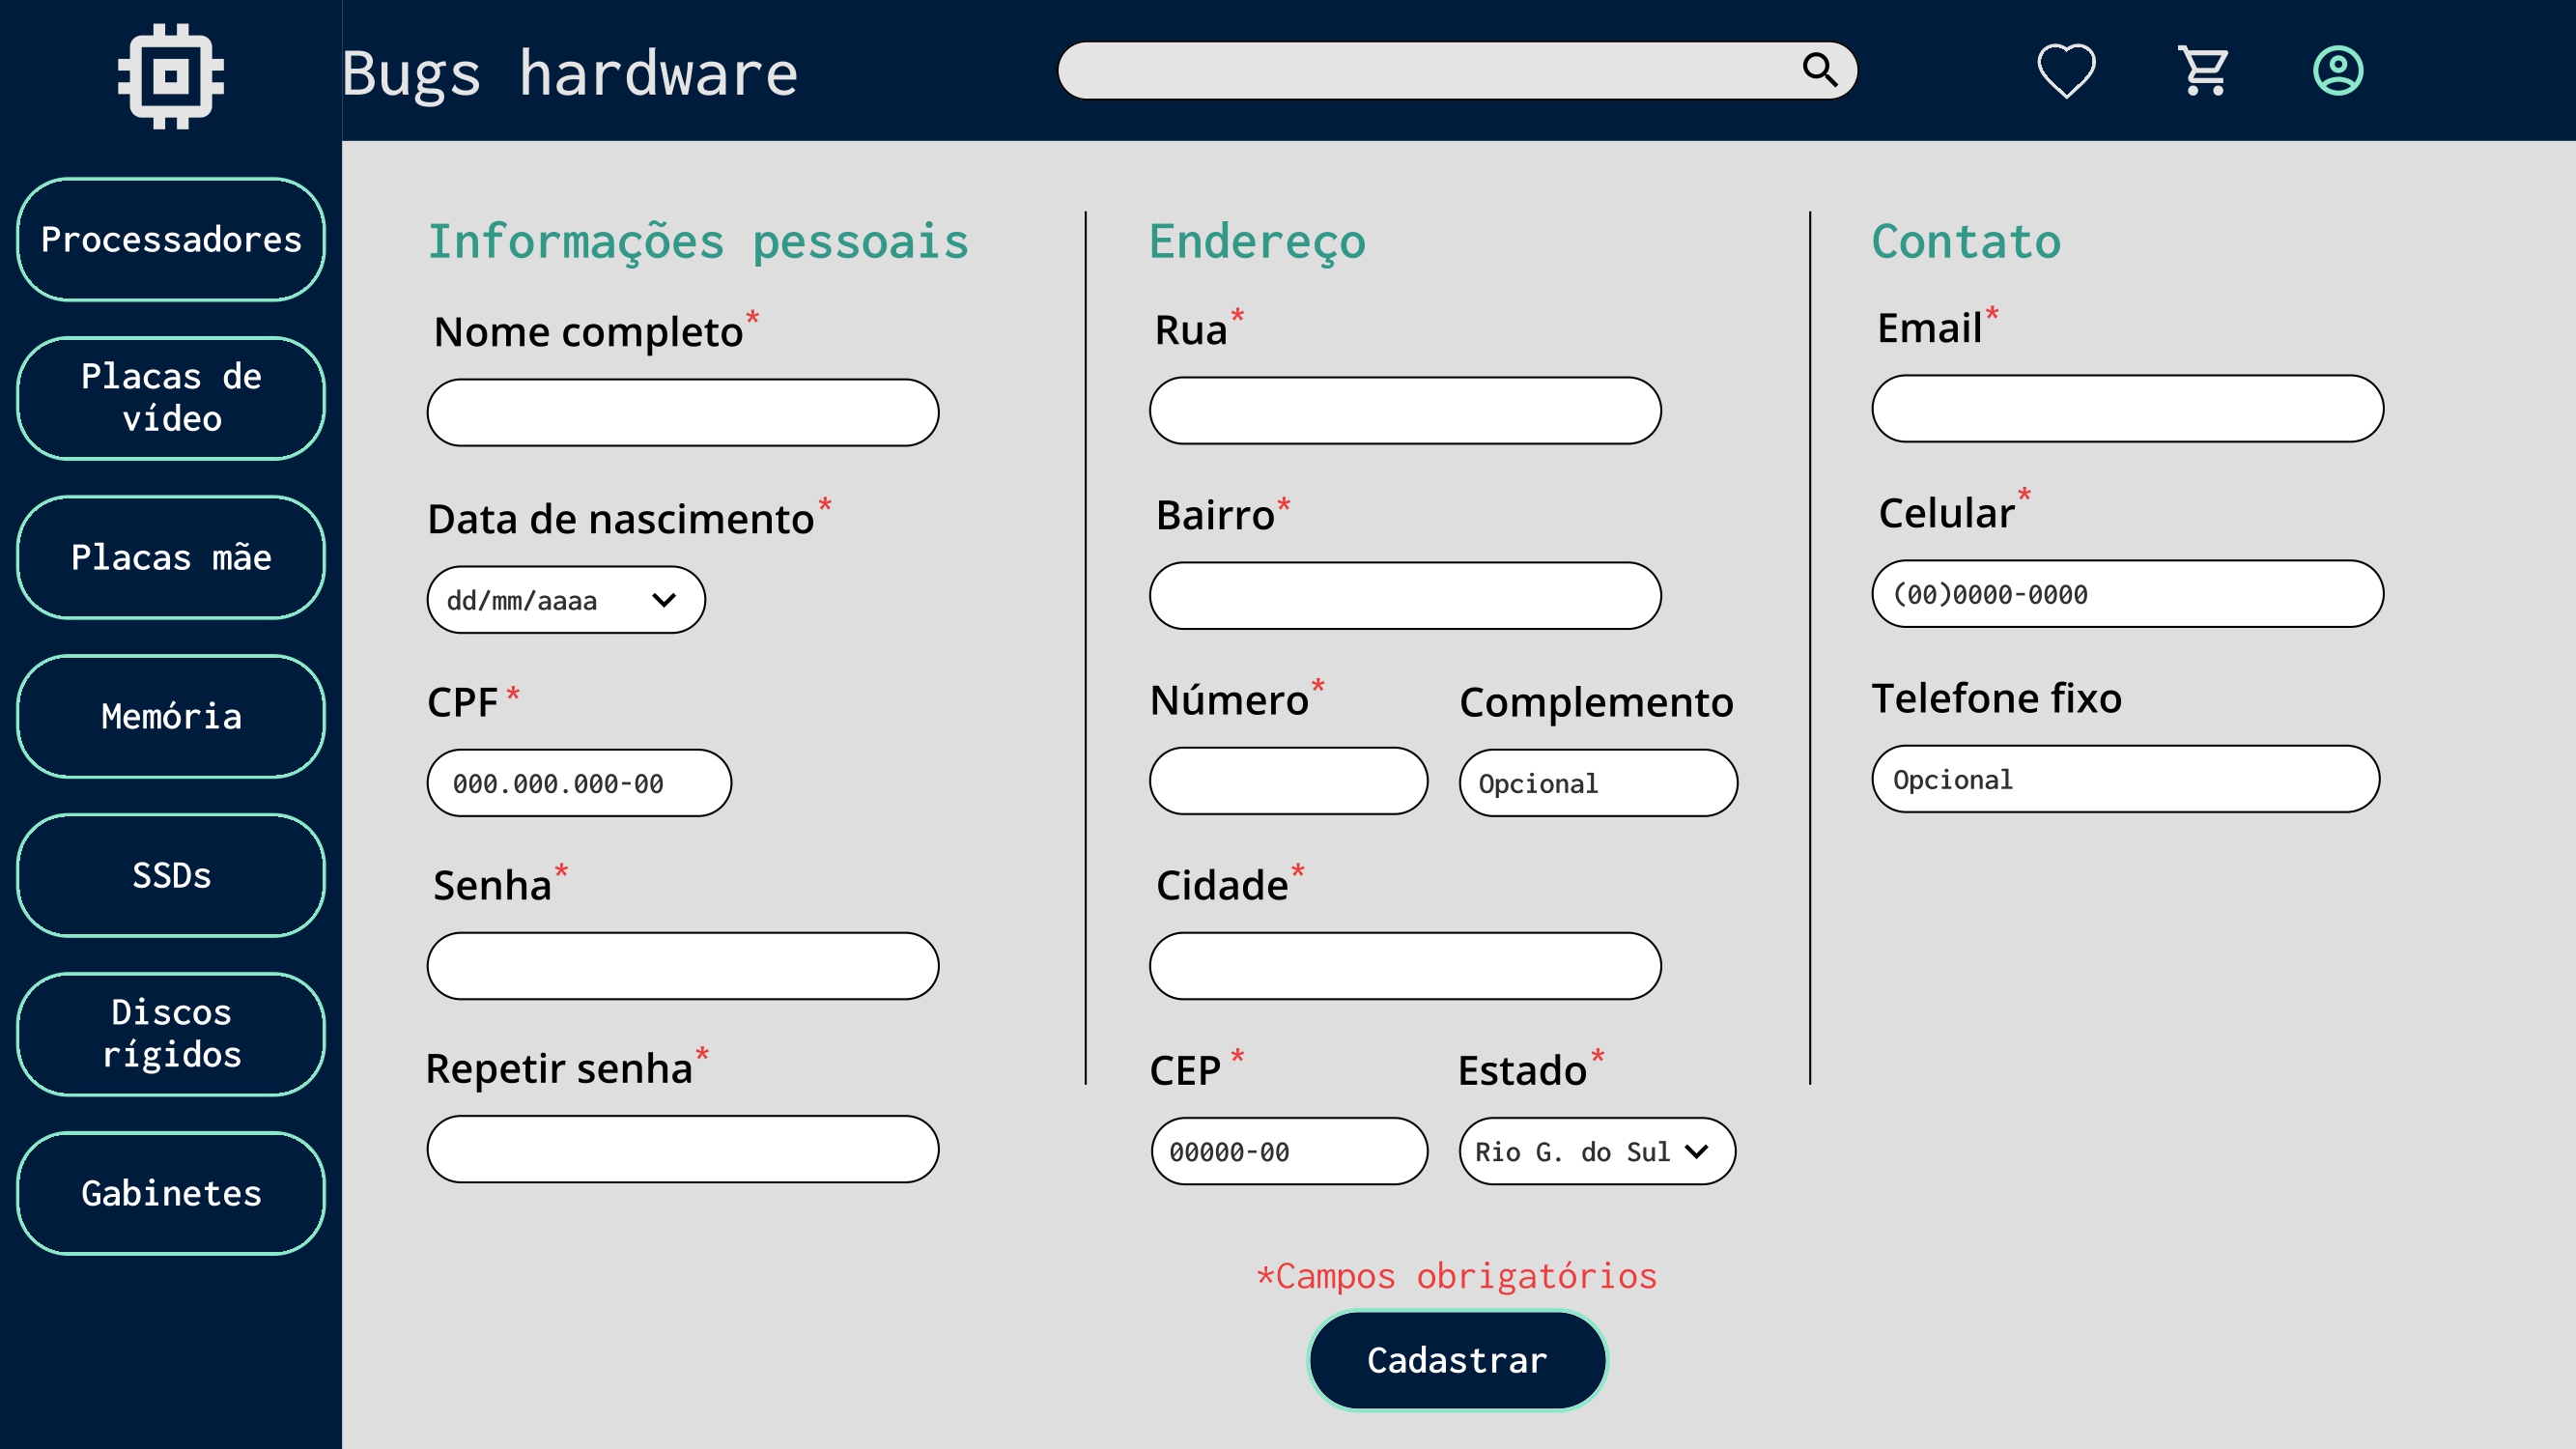 Bugs hardware
Processadores
Placas de
vídeo
Placas mãe
Memória
SSDs
Discos
rígidos
Gabinetes
Informações pessoais
Nome completo*
Data de nascimento*
dd/mm/aaaa
CPF *
000.000.000-00
Senha*
Repetir senha*
Endereço
Rua*
Bairro*
Número*
Complemento
Opcional
Cidade*
CEP *
00000-00
Estado*
Rio G. do Sul
Contato
Email*
Celular*
(00)0000-0000
Telefone fixo
Opcional
*Campos obrigatórios
Cadastrar